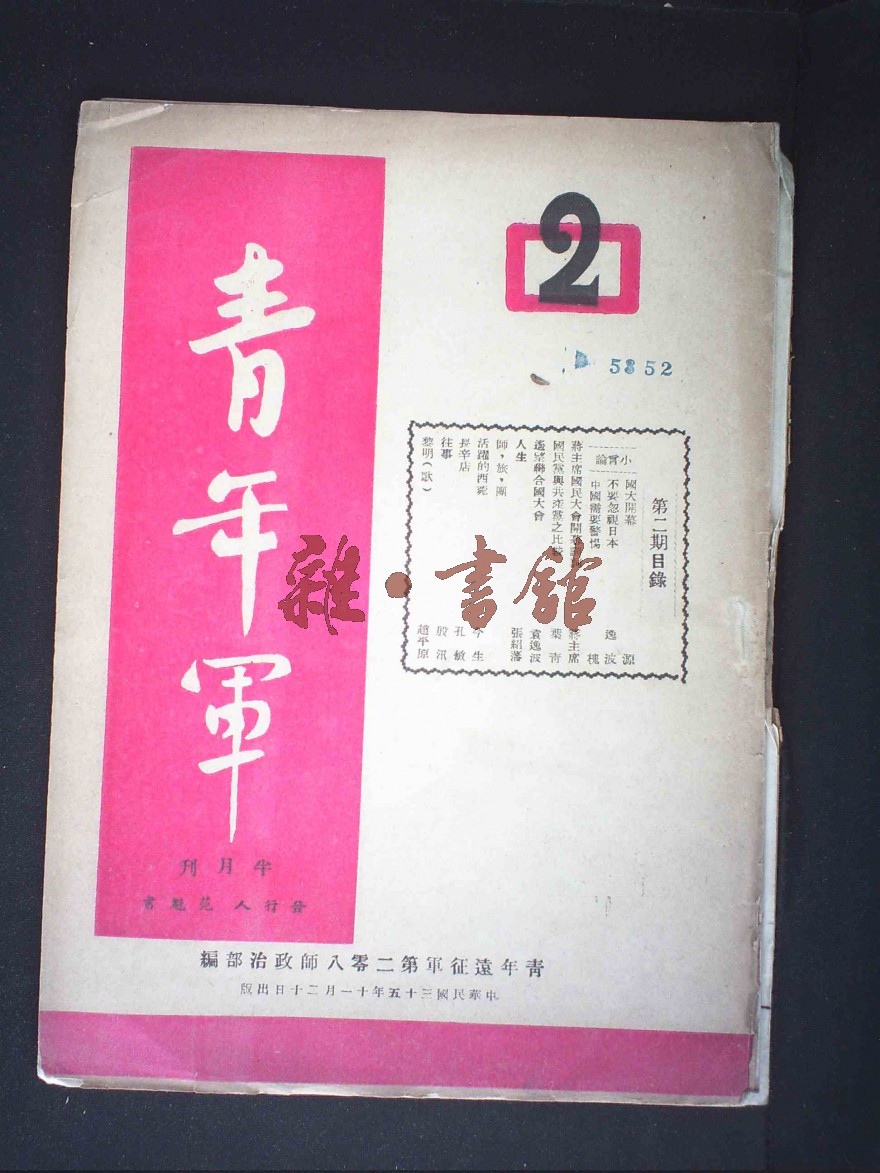 2
5352
青年軍
半月刊
發行人 范魁書
第二期目錄
小言論
國大開幕 源
不要忽視日本 逸波
中國需要警惕 槐
蔣主席國民大會開幕 蔣主席
國民黨與共產黨之比 葉青
遙望聯合國大會 袁逸波
人生 張紹藩
師，旅，團
活躍的西 今生
長辛店 孔敏
往事 殷汛
黎明（歌） 趙平原
雜·書館
青年遠征軍第二零八師政治部編
中華民國三十五年十一月二十日出版